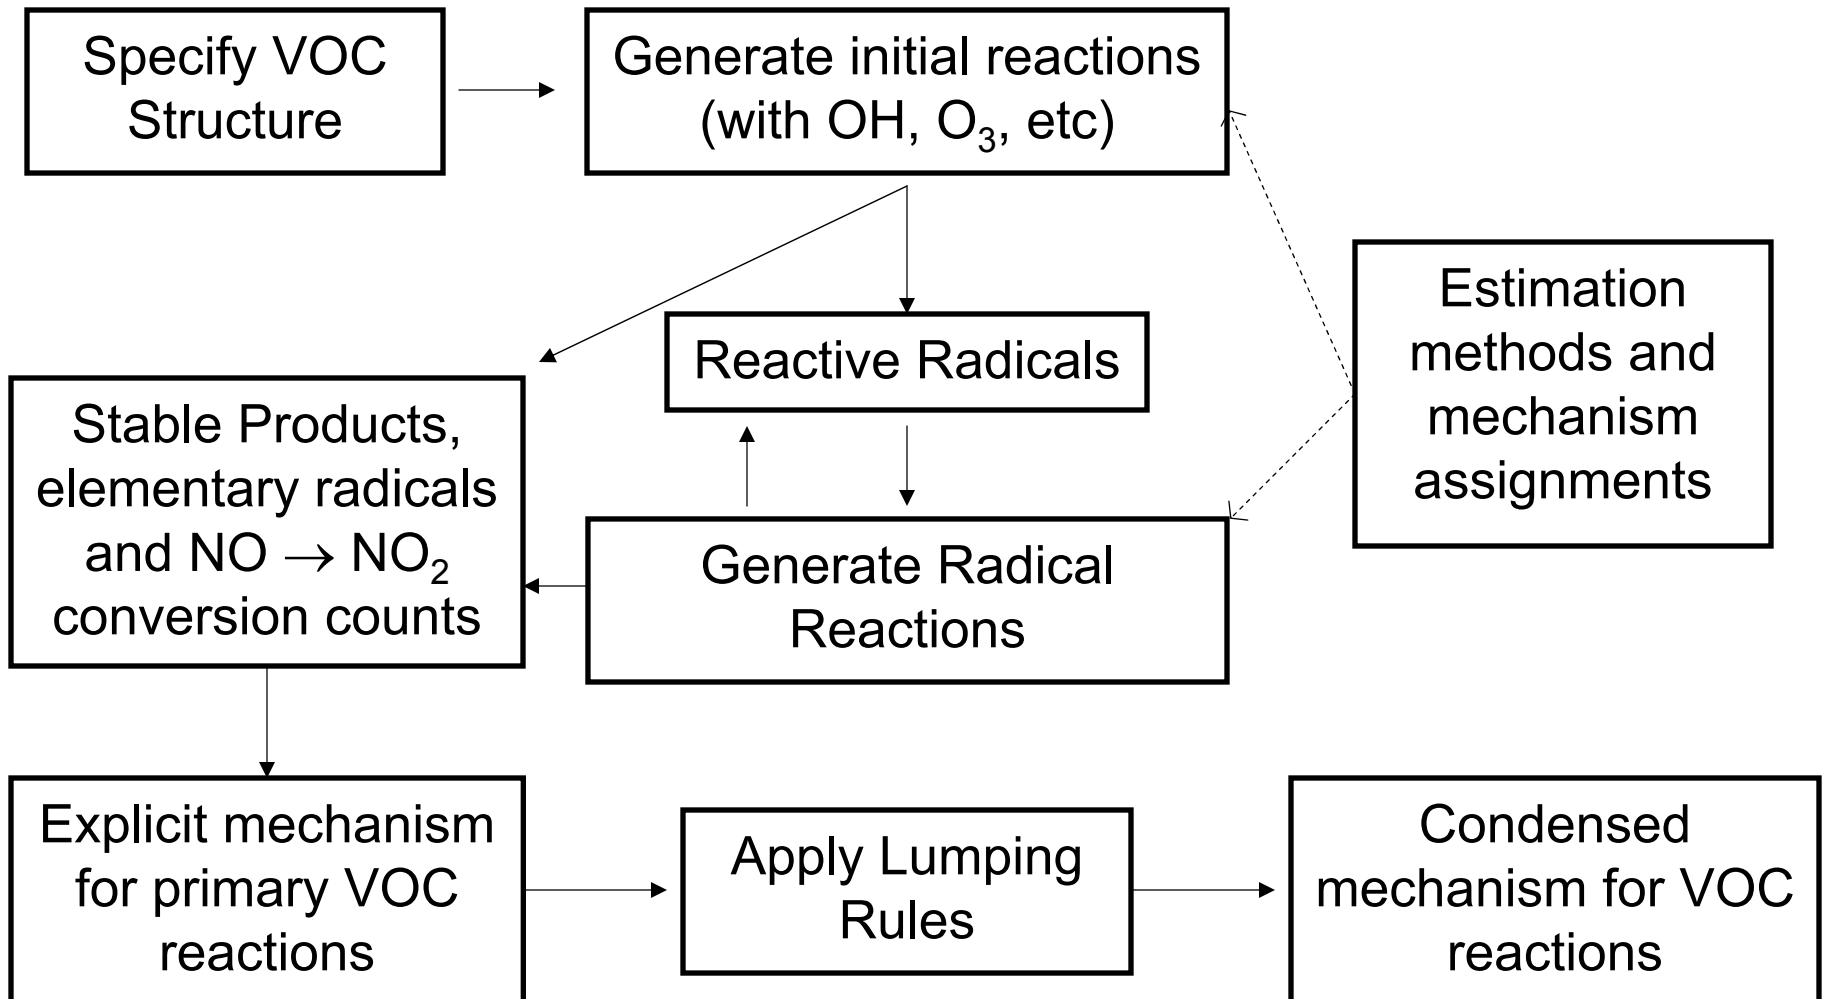 Specify VOC
Structure
Generate initial reactions
(with OH, O₃, etc)
Reactive Radicals
Estimation
methods and
mechanism
assignments
Stable Products,
elementary radicals
and NO → NO₂
conversion counts
Generate Radical
Reactions
Explicit mechanism
for primary VOC
reactions
Apply Lumping
Rules
Condensed
mechanism for VOC
reactions